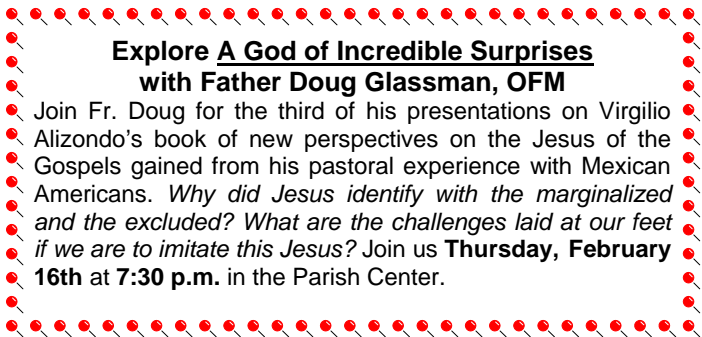 Explore A God of Incredible Surprises
with Father Doug Glassman, OFM
Join Fr. Doug for the third of his presentations on Virgilio
Alizondo's book of new perspectives on the Jesus of the
Gospels gained from his pastoral experience with Mexican
Americans. Why did Jesus identify with the marginalized
and the excluded? What are the challenges laid at our feet
if we are to imitate this Jesus? Join us Thursday, February
16th at 7:30 p.m. in the Parish Center.